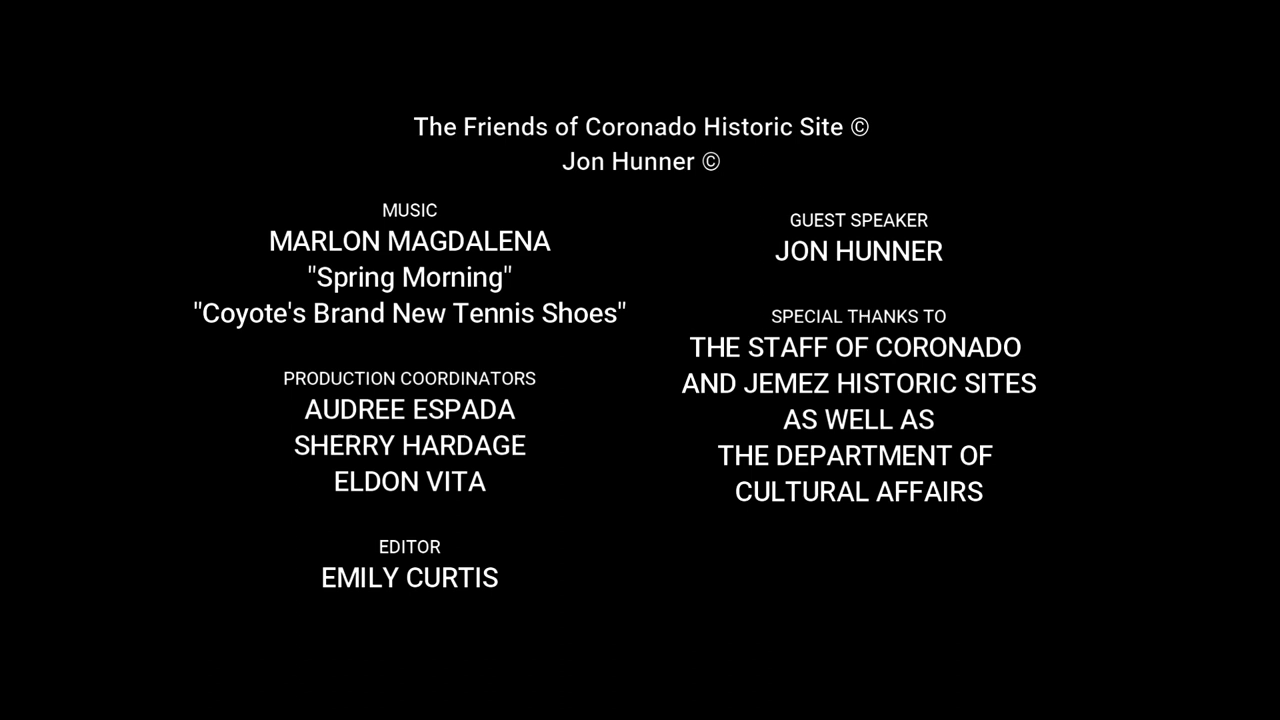 The Friends of Coronado Historic Site ©
Jon Hunner ©
MUSIC
MARLON MAGDALENA
"Spring Morning"
"Coyote's Brand New Tennis Shoes"
PRODUCTION COORDINATORS
AUDREE ESPADA
SHERRY HARDAGE
ELDON VITA
EDITOR
EMILY CURTIS
GUEST SPEAKER
JON HUNNER
SPECIAL THANKS TO
THE STAFF OF CORONADO
AND JEMEZ HISTORIC SITES
AS WELL AS
THE DEPARTMENT OF
CULTURAL AFFAIRS